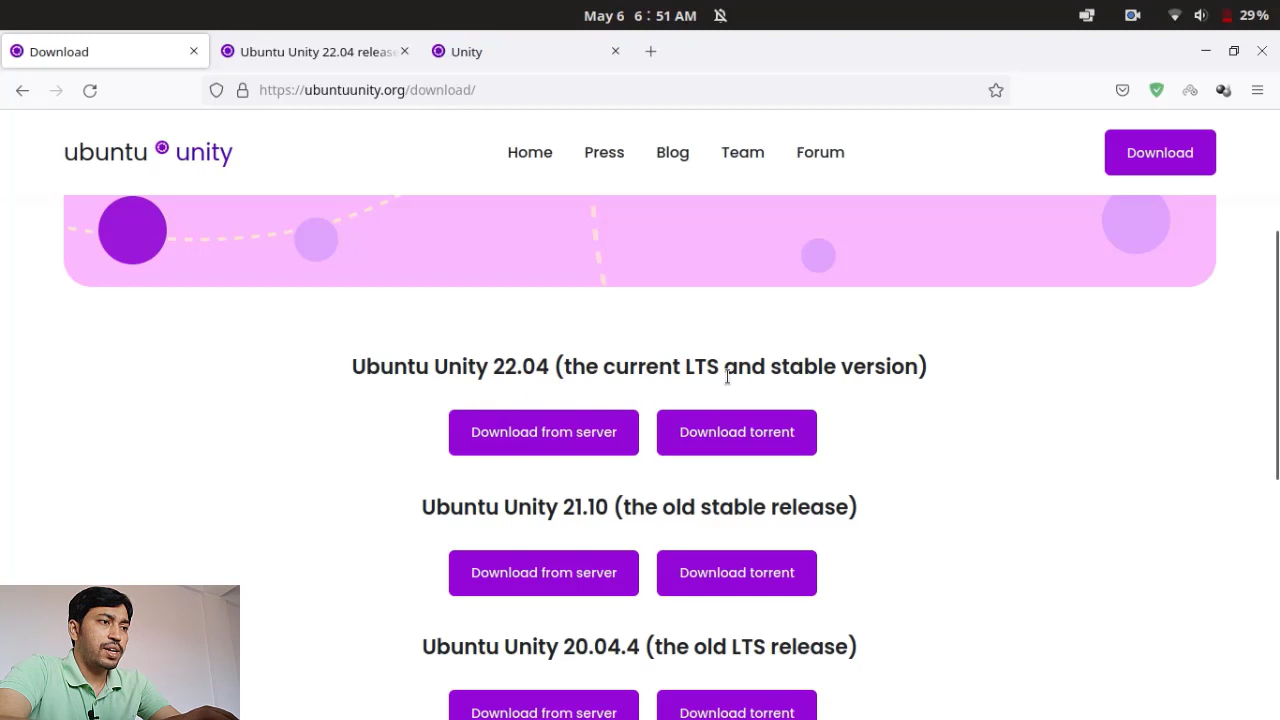 May 6 6:51 AM
29%
Download
Ubuntu Unity 22.04 releas
Unity
https://ubuntuunity.org/download/
ubuntu unity
Home
Press
Blog
Team
Forum
Download
Ubuntu Unity 22.04 (the current LTS and stable version)
Download from server
Download torrent
Ubuntu Unity 21.10 (the old stable release)
Download from server
Download torrent
Ubuntu Unity 20.04.4 (the old LTS release)
Download from server
Download torrent